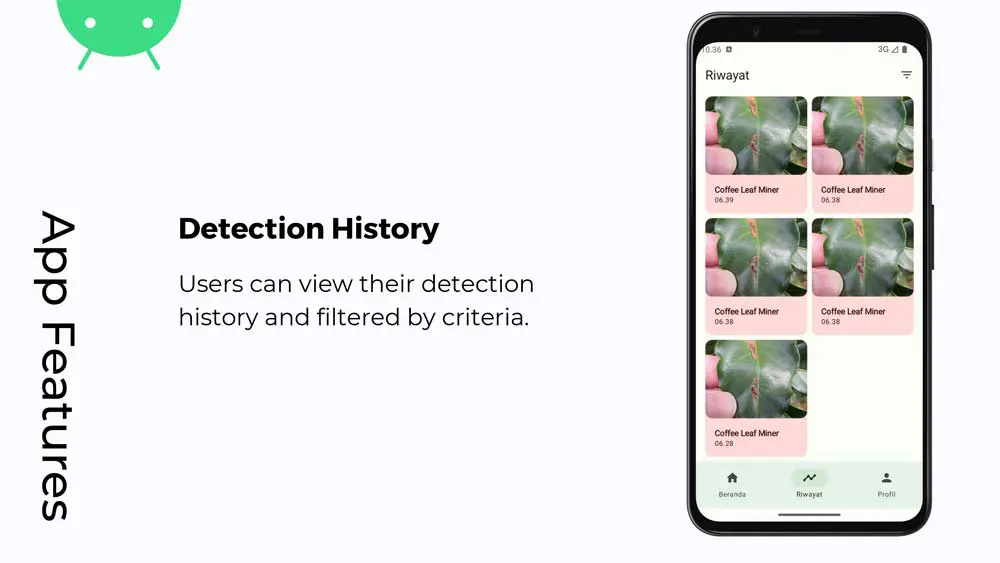 App Features
Detection History
Users can view their detection
history and filtered by criteria.
10.36
3G
Riwayat
Coffee Leaf Miner
06.39
Coffee Leaf Miner
06.38
Coffee Leaf Miner
06.38
Coffee Leaf Miner
06.38
Coffee Leaf Miner
06.28
Beranda
Riwayat
Profil